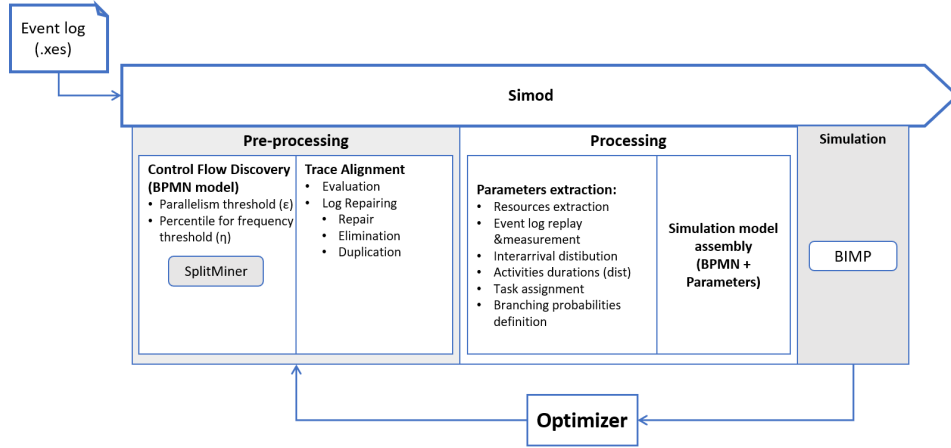 Event log
(.xes)
Simod
Pre-processing
Control Flow Discovery
(BPMN model)
• Parallelism threshold (ε)
• Percentile for frequency
threshold (η)
SplitMiner
Trace Alignment
• Evaluation
• Log Repairing
• Repair
• Elimination
• Duplication
Processing
Parameters extraction:
• Resources extraction
• Event log replay
&measurement
• Interarrival distibution
• Activities durations (dist)
• Task assignment
• Branching probabilities
definition
Simulation model
assembly
(BPMN +
Parameters)
Simulation
BIMP
Optimizer